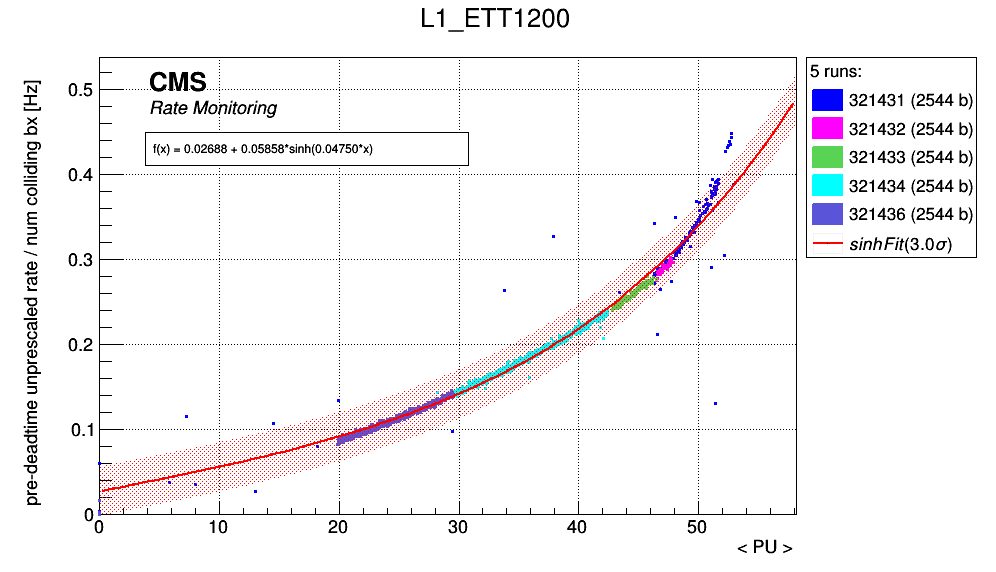 L1_ETT1200
pre-deadtime unprescaled rate / num colliding bx [Hz]
CMS
Rate Monitoring
f(x) = 0.02688 + 0.05858*sinh(0.04750*x)
0.5
0.4
0.3
0.2
0.1
0
0 10 20 30 40 50
< PU >
5 runs:
321431 (2544 b)
321432 (2544 b)
321433 (2544 b)
321434 (2544 b)
321436 (2544 b)
sinhFit(3.0σ)